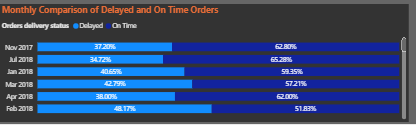 Monthly Comparison of Delayed and On Time Orders
Orders delivery status Delayed On Time
Nov 2017 37.20% 62.80%
Jul 2018 34.72% 65.28%
Jan 2018 40.65% 59.35%
Mar 2018 42.79% 57.21%
Apr 2018 38.00% 62.00%
Feb 2018 48.17% 51.83%